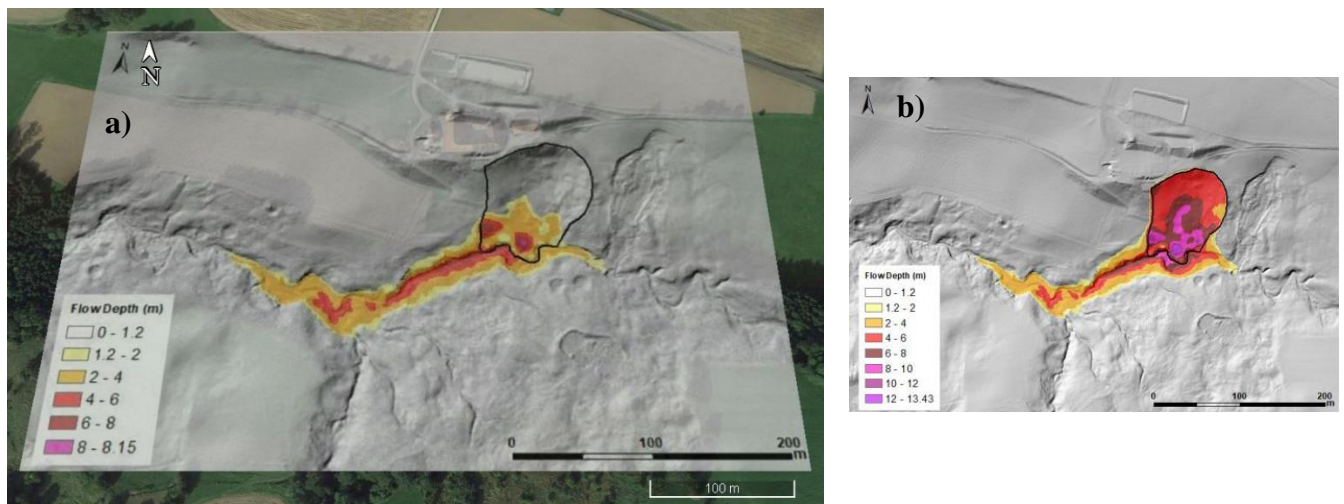 N
N
a)
Flow Depth (m)
0 - 1.2
1.2 - 2
2 - 4
4 - 6
6 - 8
8 - 8.15
0 100 200
m
100 m
N
b)
Flow Depth (m)
0 - 1.2
1.2 - 2
2 - 4
4 - 6
6 - 8
8 - 10
10 - 12
12 - 13.43
0 100 200
m